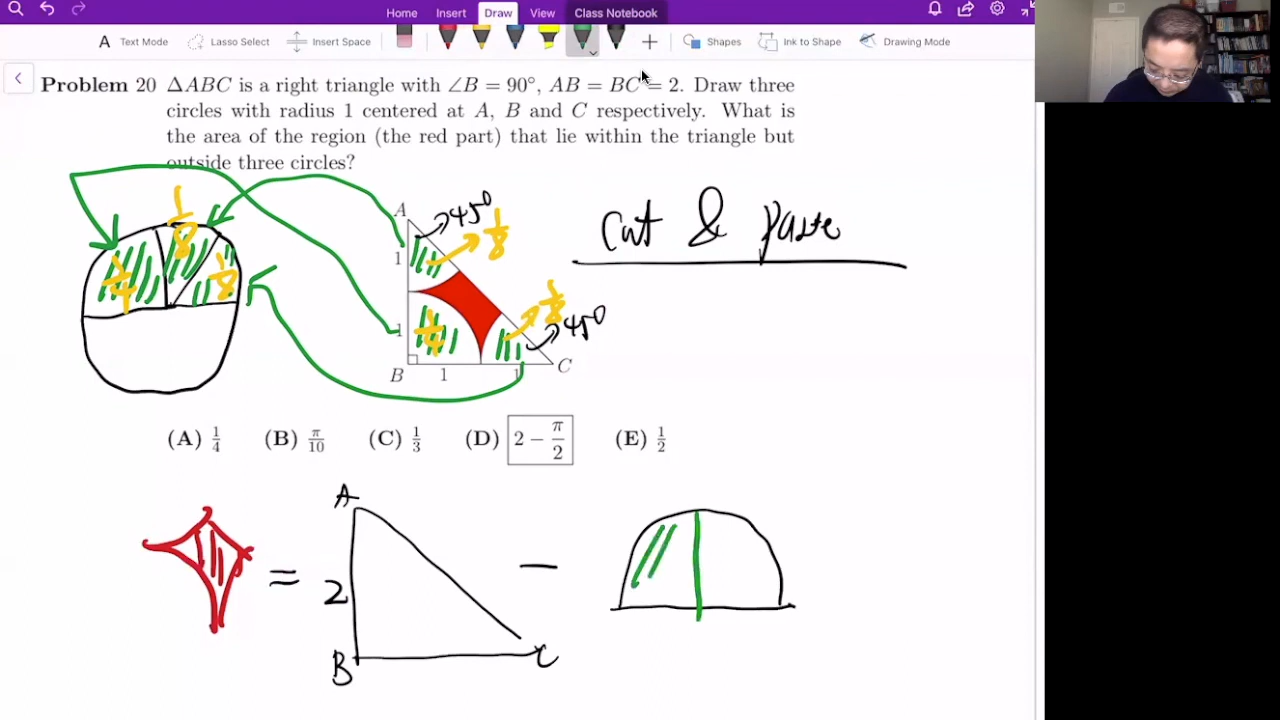 Home Insert Draw View Class Notebook
Text Mode Lasso Select Insert Space Shapes Ink to Shape Drawing Mode
Problem 20 ΔABC is a right triangle with ∠B = 90°, AB = BC = 2. Draw three
circles with radius 1 centered at A, B and C respectively. What is
the area of the region (the red part) that lie within the triangle but
outside three circles?
Cut & Paste
1/4 1/8 1/8
A 45° 1/8
1
1 1/4 1/8 45°
B 1 1 C
(A) 1/4 (B) π/10 (C) 1/3 (D) 2 − π/2 (E) 1/2
A
= 2 −
B C